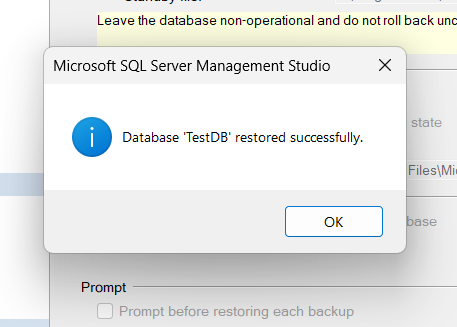 Leave the database non-operational and do not roll back unc
Microsoft SQL Server Management Studio
state
Database 'TestDB' restored successfully.
Files\Mic
base
OK
Prompt
Prompt before restoring each backup